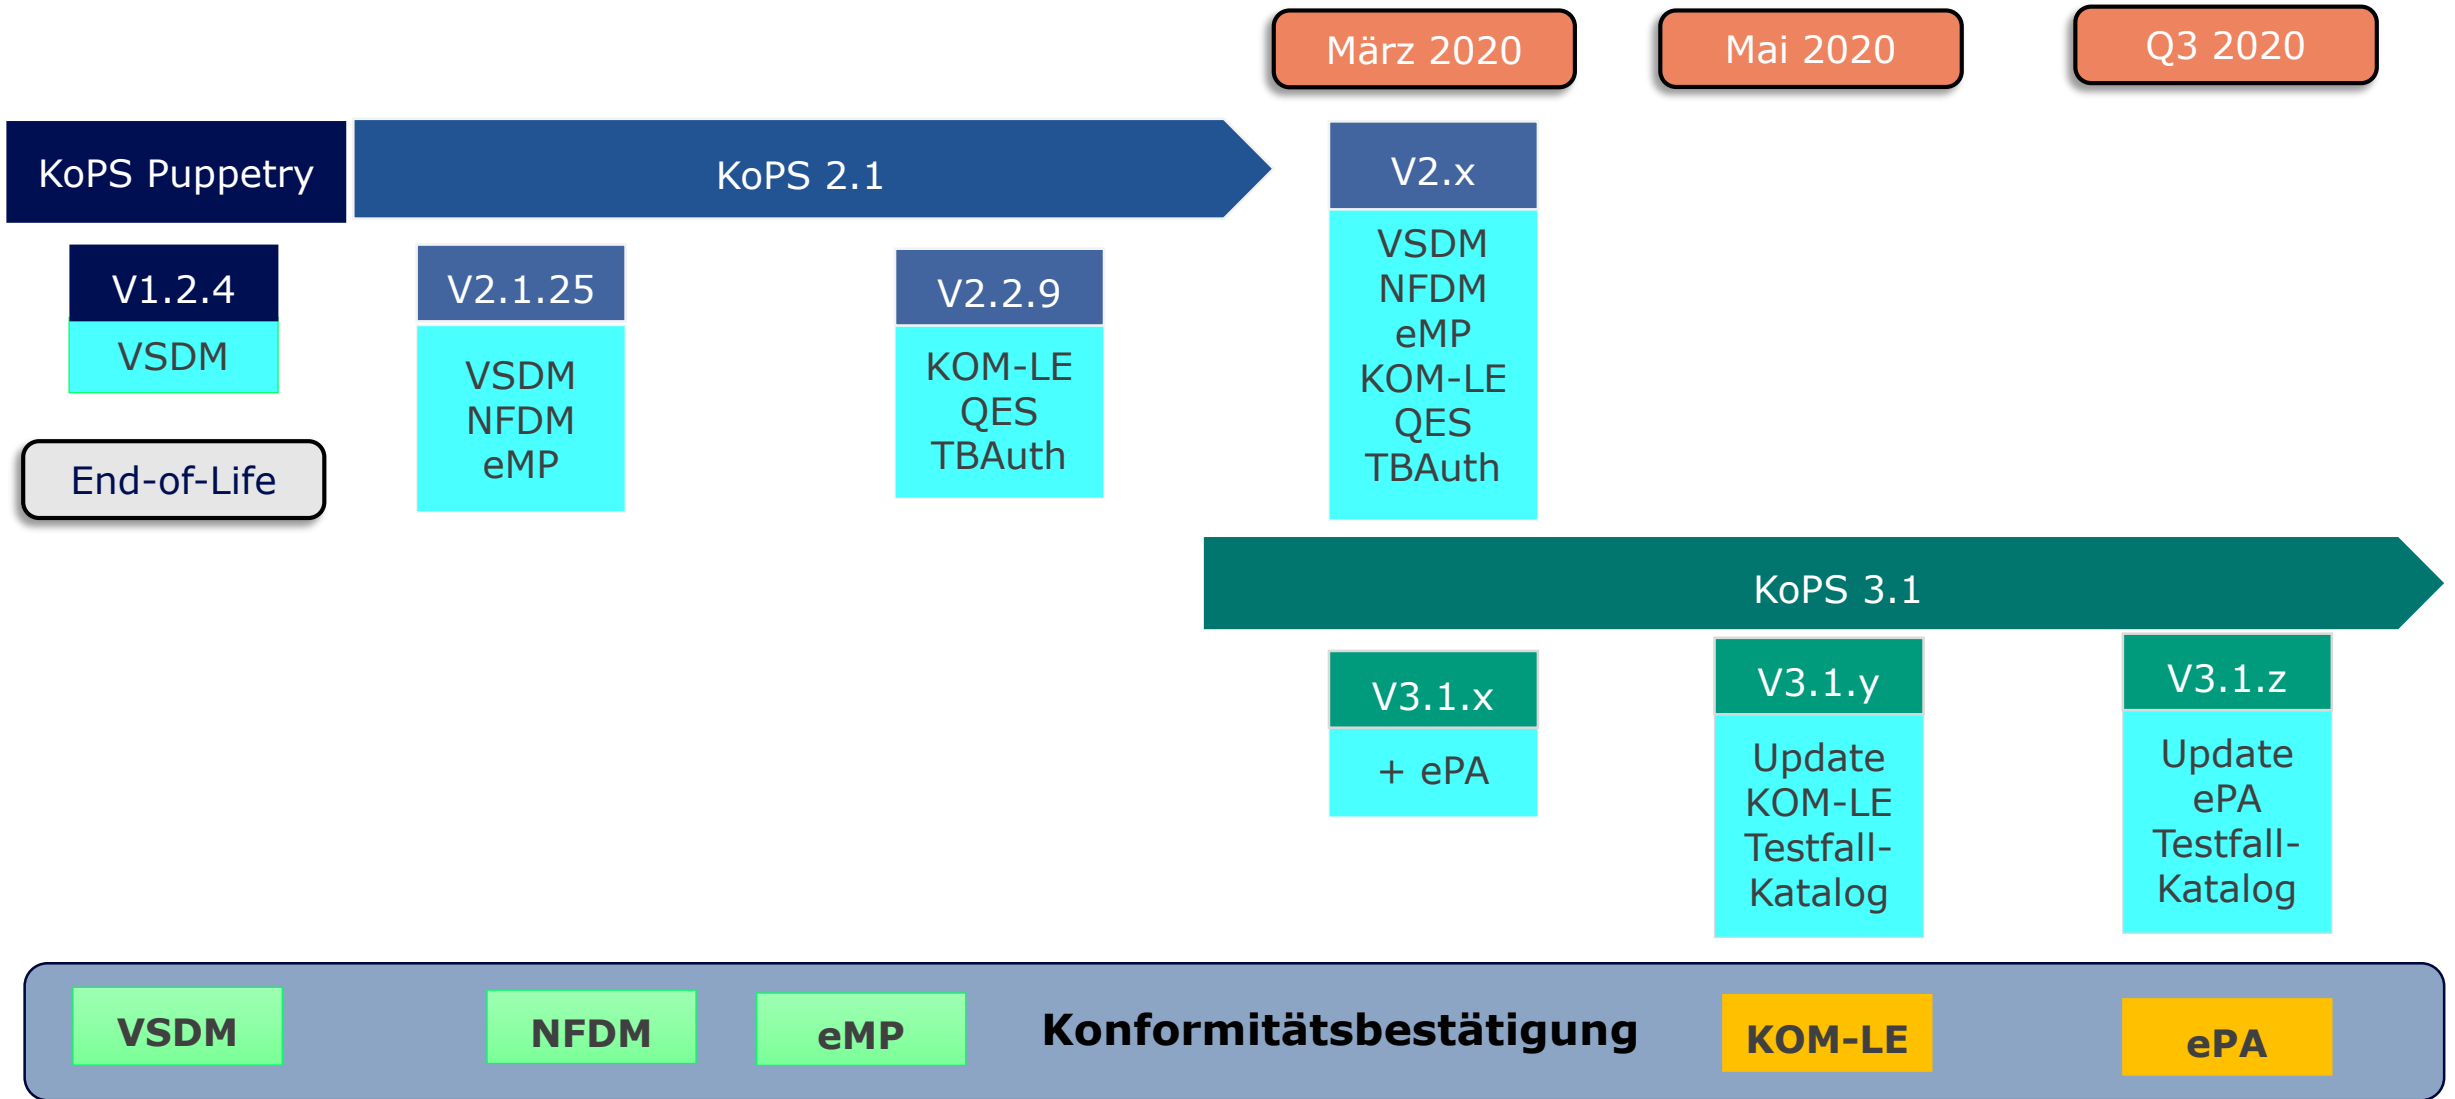 März 2020
Mai 2020
Q3 2020
KoPS Puppetry
KoPS 2.1
V2.x
VSDM
NFDM
eMP
KOM-LE
QES
TBAuth
V1.2.4
VSDM
End-of-Life
V2.1.25
VSDM
NFDM
eMP
V2.2.9
KOM-LE
QES
TBAuth
KoPS 3.1
V3.1.x
+ ePA
V3.1.y
Update
KOM-LE
Testfall-
Katalog
V3.1.z
Update
ePA
Testfall-
Katalog
VSDM
NFDM
eMP
Konformitätsbestätigung
KOM-LE
ePA